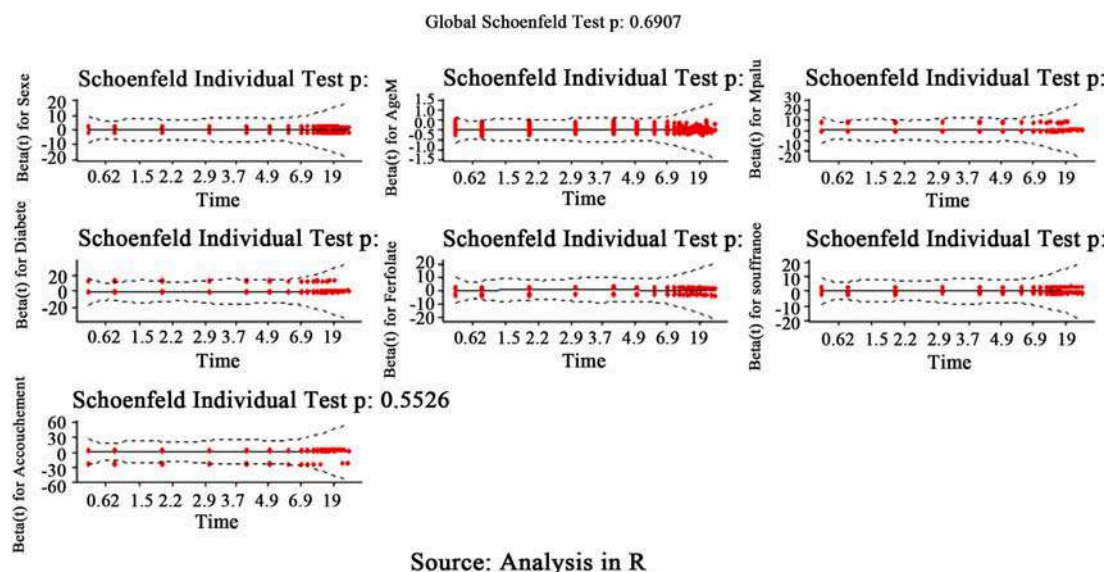 Global Schoenfeld Test p: 0.6907
Schoenfeld Individual Test p:
Beta(t) for Sexe
20
10
0
-10
-20
0.62 1.5 2.2 2.9 3.7 4.9 6.9 19
Time
Schoenfeld Individual Test p:
Beta(t) for AgeM
1.5
1.0
0.0
-0.5
-1.5
0.62 1.5 2.2 2.9 3.7 4.9 6.9 19
Time
Schoenfeld Individual Test p:
Beta(t) for Mpalu
30
20
10
0
-10
-20
0.62 1.5 2.2 2.9 3.7 4.9 6.9 19
Time
Schoenfeld Individual Test p:
Beta(t) for Diabete
20
0
-20
0.62 1.5 2.2 2.9 3.7 4.9 6.9 19
Time
Schoenfeld Individual Test p:
Beta(t) for Ferfolate
20
10
0
-10
-20
0.62 1.5 2.2 2.9 3.7 4.9 6.9 19
Time
Schoenfeld Individual Test p:
Beta(t) for
20
10
0
-10
-20
0.62 1.5 2.2 2.9 3.7 4.9 6.9 19
Time
Schoenfeld Individual Test p: 0.5526
Beta(t) for Accouchement
60
30
0
-30
-60
0.62 1.5 2.2 2.9 3.7 4.9 6.9 19
Time
Source: Analysis in R